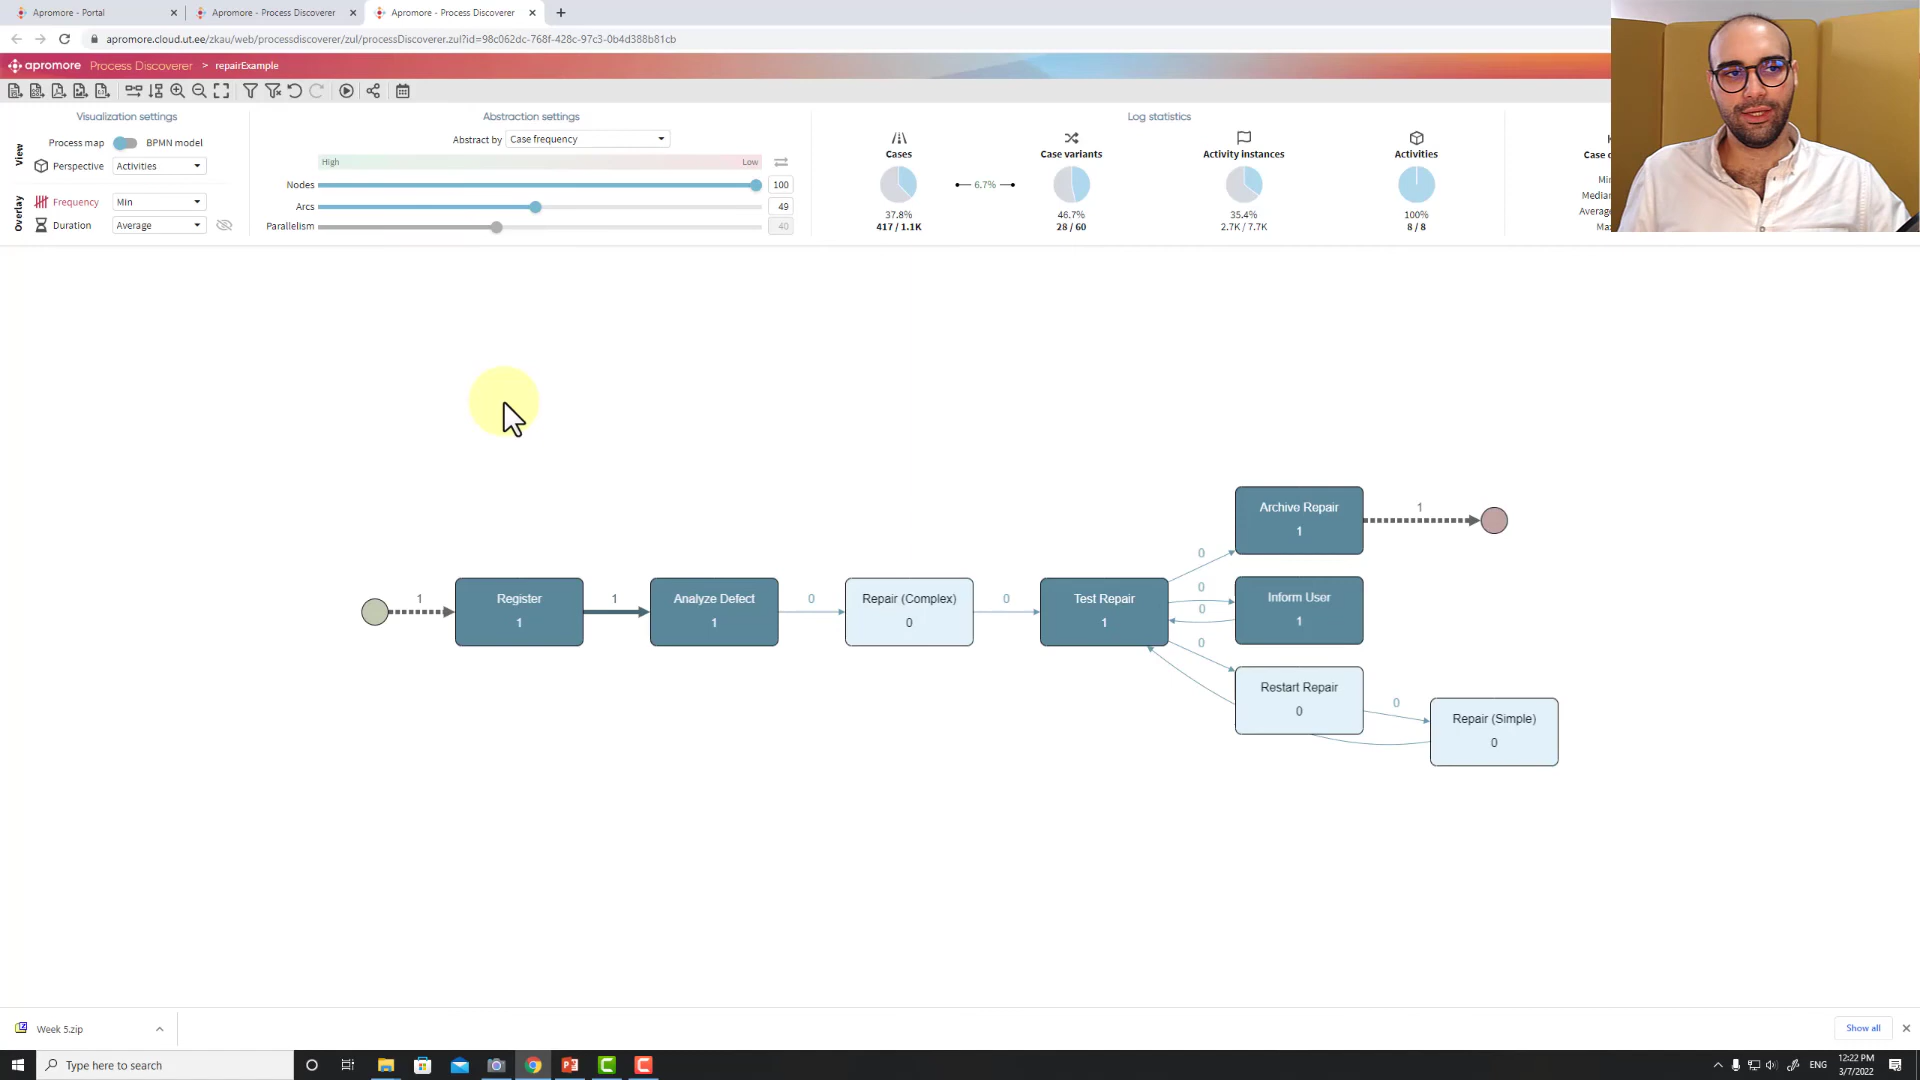 Apromore - Portal
Apromore - Process Discoverer
Apromore - Process Discoverer
apromore.cloud.ut.ee/zkau/web/processdiscoverer/zul/processDiscoverer.zul?id=98c062dc-768f-428c-97c3-0b4d388b81cb
apromore Process Discoverer > repairExample
Visualization settings
View
Process map BPMN model
Perspective Activities
Overlay
Frequency Min
Duration Average
Abstraction settings
Abstract by Case frequency
High Low
Nodes 100
Arcs 49
Parallelism 40
Log statistics
Cases
37.8%
417 / 1.1K
6.7%
Case variants
46.7%
28 / 60
Activity instances
35.4%
2.7K / 7.7K
Activities
100%
8 / 8
1
Register
1
1
Analyze Defect
1
0
Repair (Complex)
0
0
Test Repair
1
0
0
0
0
Archive Repair
1
1
Inform User
1
Restart Repair
0
0
Repair (Simple)
0
Week 5.zip
Show all
Type here to search
ENG
12:22 PM
3/7/2022